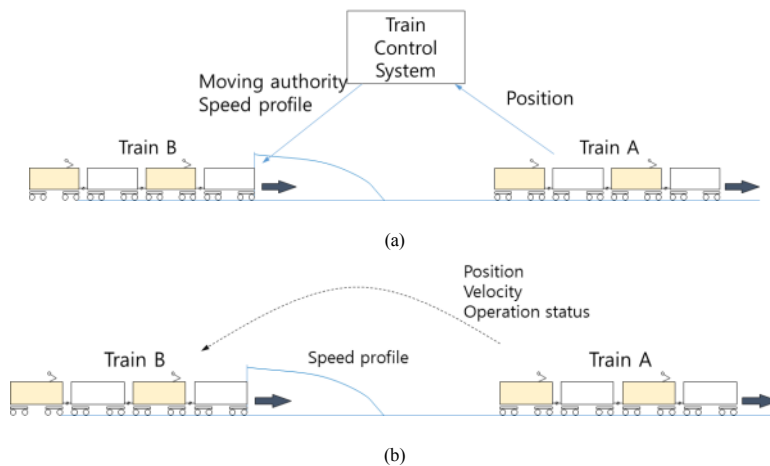 Train
Control
System
Moving authority
Speed profile
Position
Train B
Train A
(a)
Position
Velocity
Operation status
Train B
Speed profile
Train A
(b)